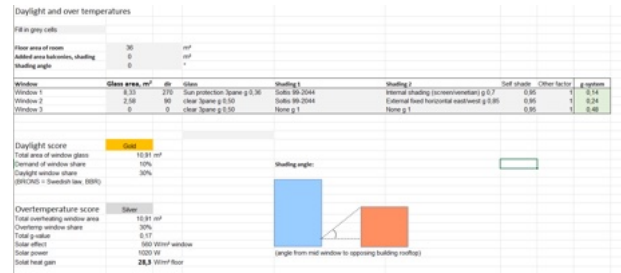 Daylight and over temperatures
Fill in grey cells
Floor area of room 36 m²
Added area balconies, shading 0 m²
Shading angle 0 °
Window Glass area, m² dir Glass Shading 1 Shading 2 Self shade Other factor g-system
Window 1 8,33 270 Sun protection 3pane g 0,36 Soltis 99-2044 Internal shading (screen/venetian) g 0,7 0,95 1 0,14
Window 2 2,58 90 clear 3pane g 0,50 Soltis 99-2044 External fixed horizontal east/west g 0,85 0,95 1 0,24
Window 3 0 0 clear 3pane g 0,50 None g 1 None g 1 0,95 1 0,48
Daylight score Gold
Total area of window glass 10,91 m²
Demand of window share 10%
Daylight window share 30%
(BRONS = Swedish law, BBR)
Shading angle:
Overtemperature score Silver
Total overheating window area 10,91 m²
Overtemp window share 30%
Total g-value 0,17
Solar effect 560 W/m² window
Solar power 1020 W
Solat heat gain 28,3 W/m² floor
(angle from mid window to opposing building rooftop)